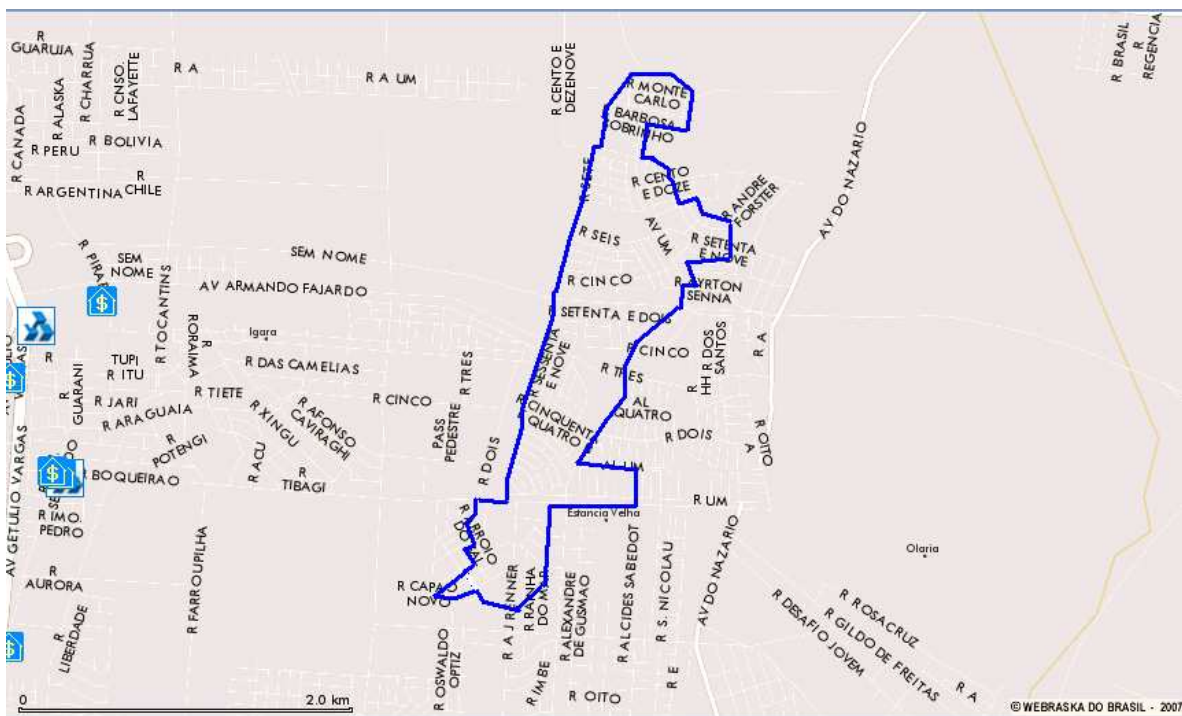 R
GUARUJA
R ALASKA
R CHARRUA
R CNSO.
LAFAYETTE
R A
R A UM
R CENTO E
DEZENOVE
R BRASIL
R
REGENCIA
R CANADA
R PERU
R BOLIVIA
R ARGENTINA
R
CHILE
R MONTE
CARLO
BARBOSA
SOBRINHO
AV DO NAZARIO
R SETE
R CENTO
E DOZE
R ANDRE
FORSTER
SEM
NOME
SEM NOME
R SEIS
AV UM
R SETENTA
E NOVE
AV ARMANDO FAJARDO
R CINCO
R AYRTON
SENNA
R SETENTA E DOIS
R TOCANTINS
R
RORAIMA
Igara
R DAS CAMELIAS
R TRES
R SESSENTA
E NOVE
R CINCO
R TRES
R
HH R DOS
SANTOS
R A
R
TUPI
R ITU
R
GUARANI
R JARI
R ARAGUAIA
R TIETE
R XINGU
R AFONSO
CAVIRAGHI
R CINCO
PASS
PEDESTRE
R CINQUENTA
QUATRO
AL
QUATRO
R DOIS
R OITO
A
R
POTENGI
R ACU
R
TIBAGI
R DOIS
AL UM
R BOQUEIRAO
R UM
AV GETULIO VARGAS
R IMO.
PEDRO
R ARROIO
Estancia Velha
Olaria
R
AURORA
R
LIBERDADE
R FARROUPILHA
R CAPAO
NOVO
R OSWALDO
OPTIZ
R A J RENNER
R RAINHA
DO MAR
R IMBE
R ALEXANDRE
DE GUSMAO
R ALCIDES SABEDOT
R S. NICOLAU
R E
AV DO NAZARIO
R DESAFIO JOVEM
R GILDO DE FREITAS
R ROSACRUZ
R A
R OITO
0
2.0 km
© WEBRASKA DO BRASIL - 2007